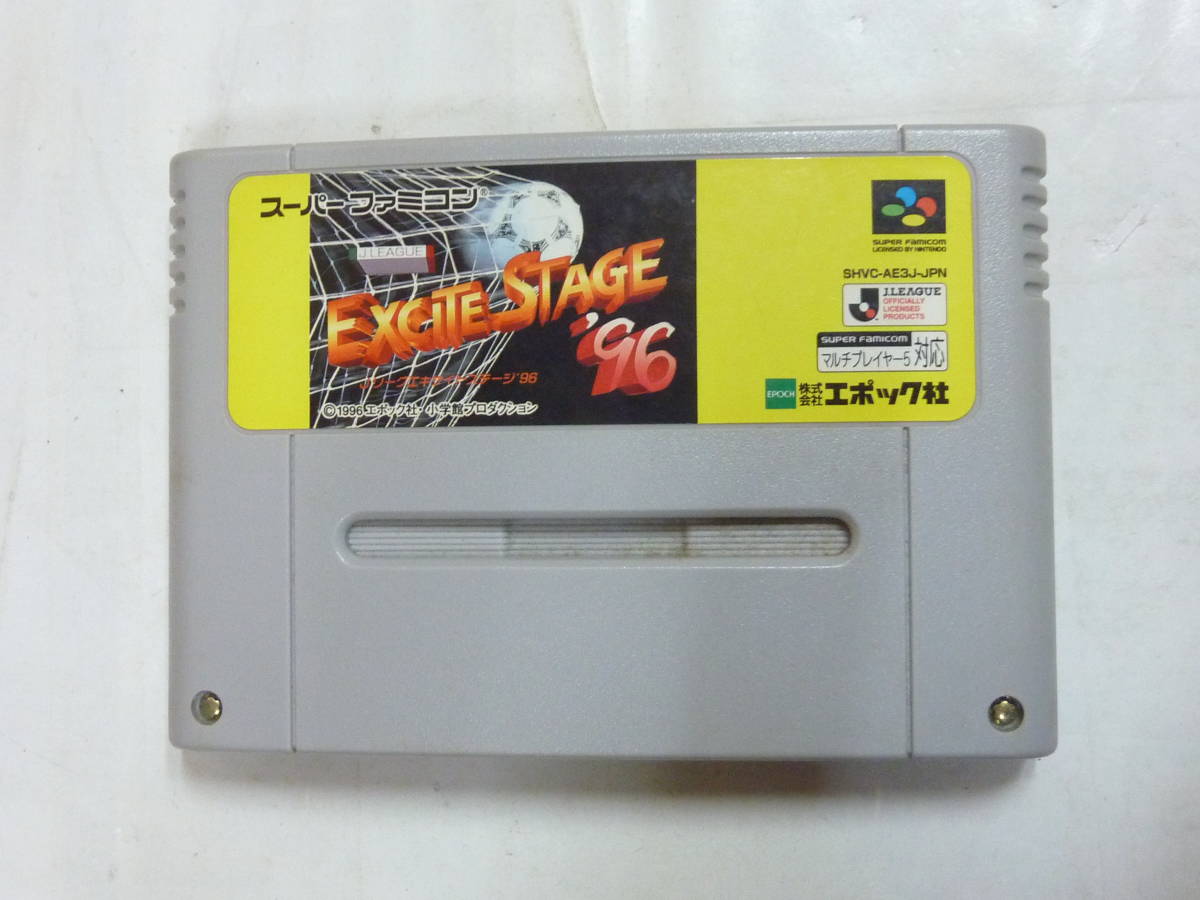 スーパーファミコン®
J.LEAGUE
EXCITE STAGE
'96
Jリーグエキサイトステージ'96
©1996 エポック社・小学館プロダクション
SUPER FAMICOM
LICENSED BY NINTENDO
SHVC-AE3J-JPN
J.LEAGUE
OFFICIALLY
LICENSED
PRODUCTS
SUPER FAMICOM
マルチプレイヤー5 対応
EPOCH 株式会社 エポック社